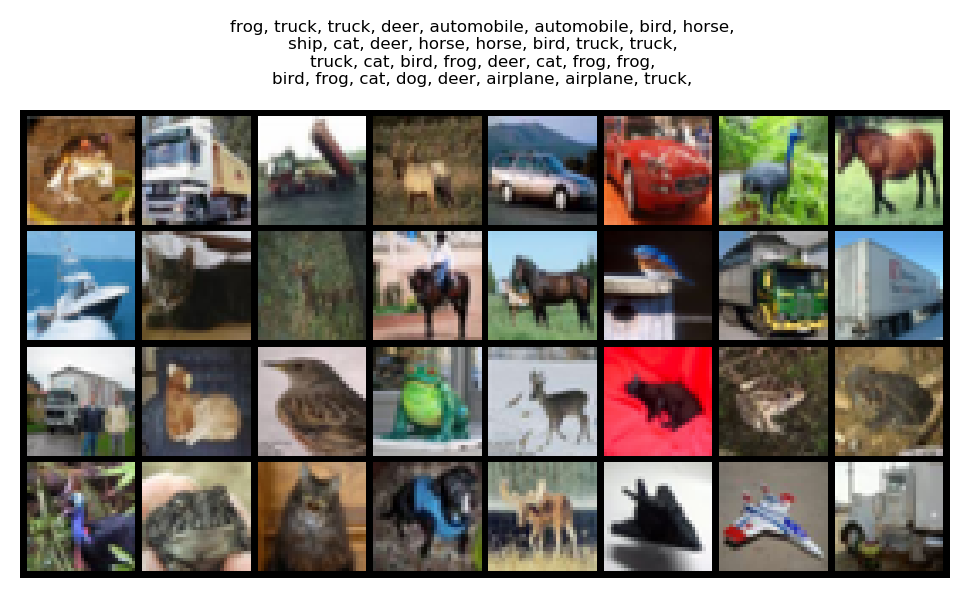 frog, truck, truck, deer, automobile, automobile, bird, horse,
ship, cat, deer, horse, horse, bird, truck, truck,
truck, cat, bird, frog, deer, cat, frog, frog,
bird, frog, cat, dog, deer, airplane, airplane, truck,